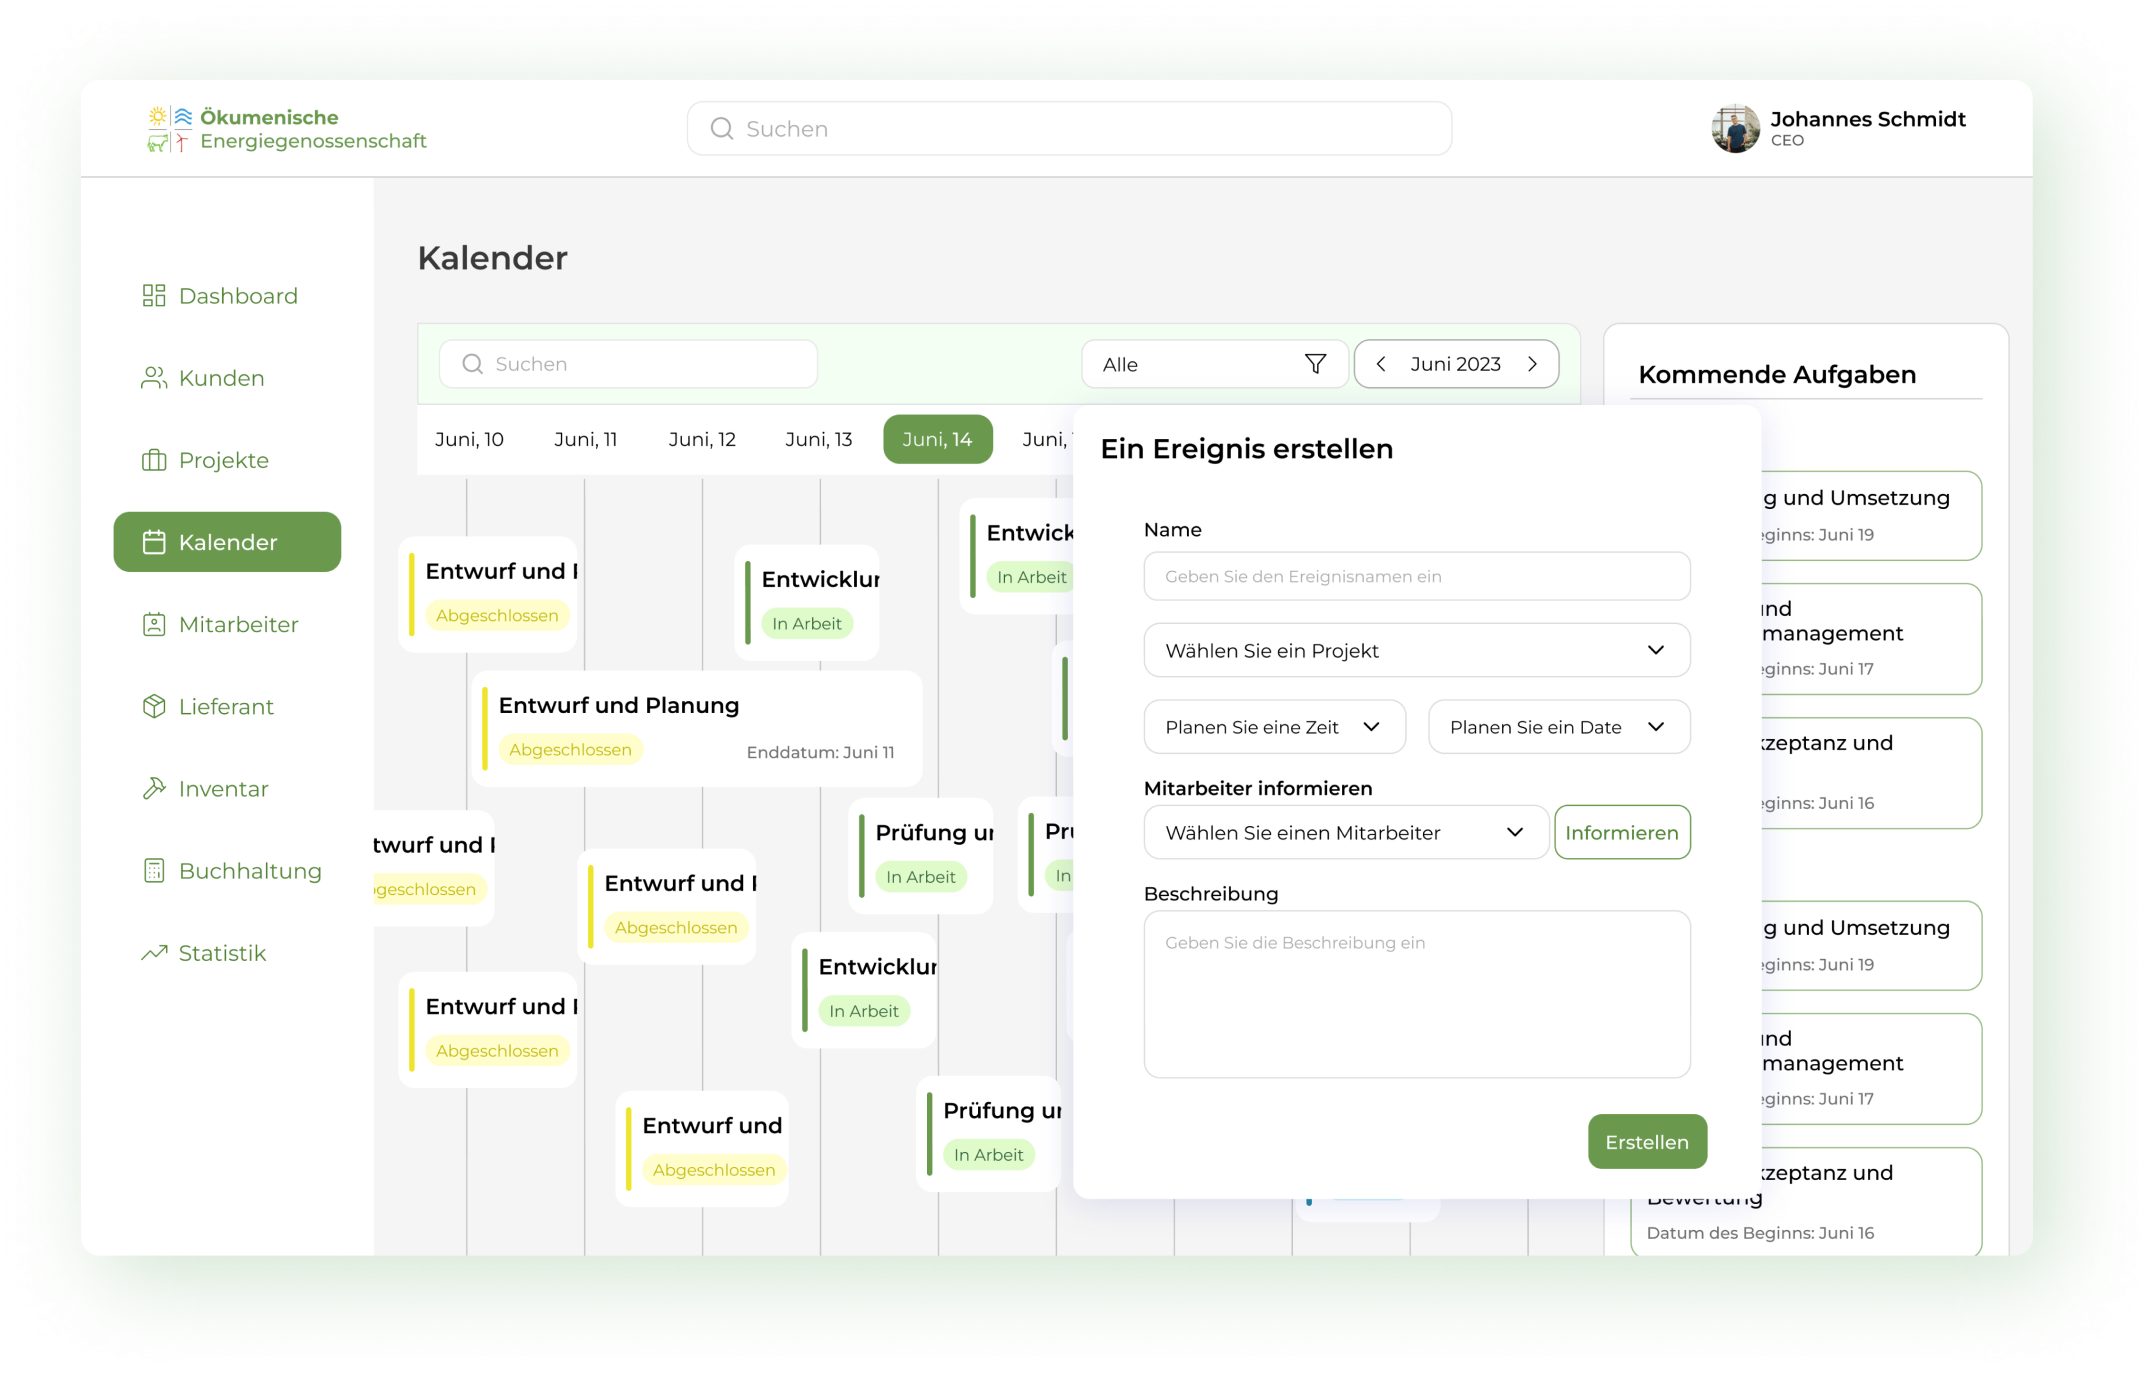 Ökumenische
Energiegenossenschaft
Suchen
Johannes Schmidt
CEO
Dashboard
Kunden
Projekte
Kalender
Mitarbeiter
Lieferant
Inventar
Buchhaltung
Statistik
Kalender
Suchen
Alle
Juni 2023
Juni, 10
Juni, 11
Juni, 12
Juni, 13
Juni, 14
Juni,
Entwurf und
Abgeschlossen
Entwicklur
In Arbeit
Entwick
In Arbeit
Entwurf und Planung
Abgeschlossen
Enddatum: Juni 11
twurf und
geschlossen
Entwurf und
Abgeschlossen
Prüfung ur
In Arbeit
Pru
In
Entwicklur
In Arbeit
Entwurf und
Abgeschlossen
Entwurf und
Abgeschlossen
Prüfung ur
In Arbeit
Ein Ereignis erstellen
Name
Geben Sie den Ereignisnamen ein
Wählen Sie ein Projekt
Planen Sie eine Zeit
Planen Sie ein Date
Mitarbeiter informieren
Wählen Sie einen Mitarbeiter
Informieren
Beschreibung
Geben Sie die Beschreibung ein
Erstellen
Kommende Aufgaben
g und Umsetzung
ginns: Juni 19
nd
management
ginns: Juni 17
zeptanz und
ginns: Juni 16
g und Umsetzung
ginns: Juni 19
nd
management
ginns: Juni 17
zeptanz und
Bewertung
Datum des Beginns: Juni 16